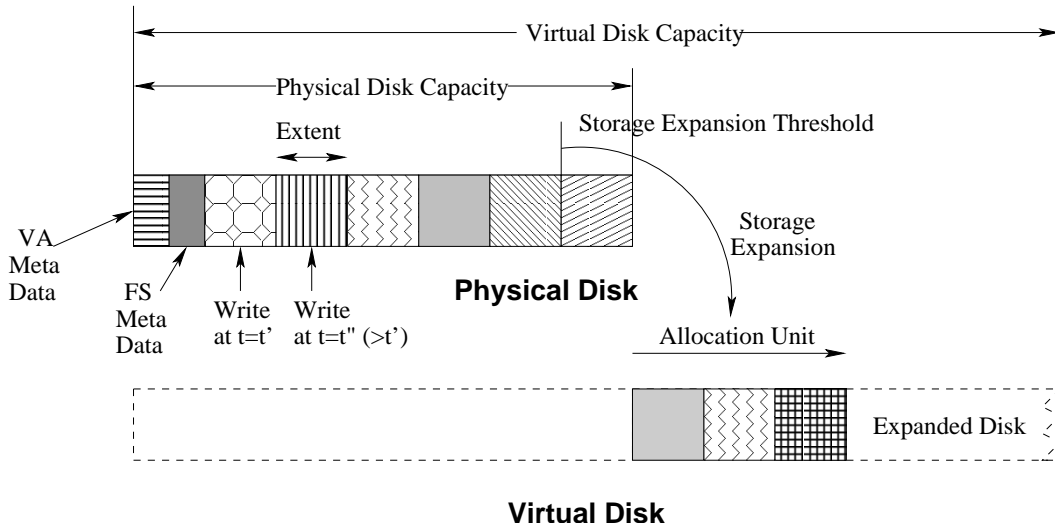 Virtual Disk Capacity
Physical Disk Capacity
Extent
Storage Expansion Threshold
VA
Meta
Data
FS
Meta
Data
Write
at t=t’
Write
at t=t" (>t’)
Physical Disk
Storage
Expansion
Allocation Unit
Expanded Disk
Virtual Disk